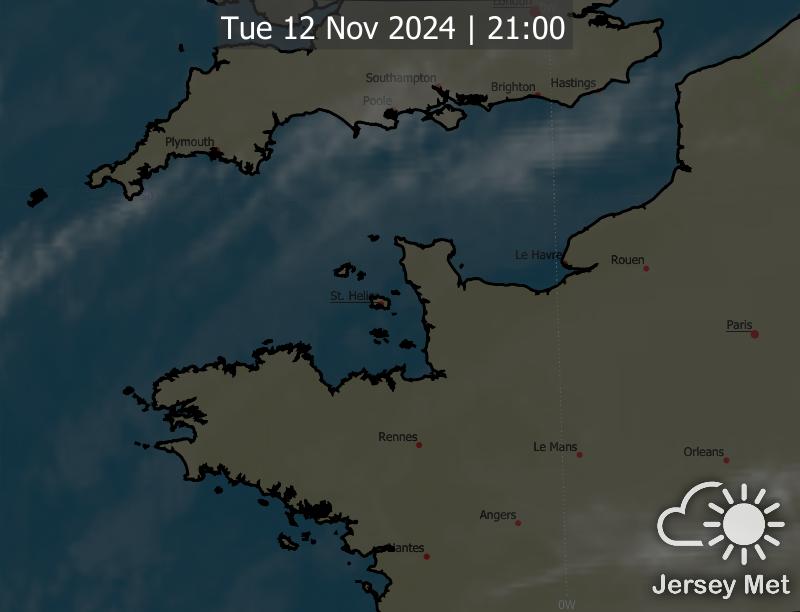 London
Tue 12 Nov 2024 | 21:00
Southampton
Brighton
Hastings
Poole
Plymouth
Le Havre
Rouen
St. Helier
Paris
Rennes
Le Mans
Orleans
Angers
Nantes
Jersey Met
0W